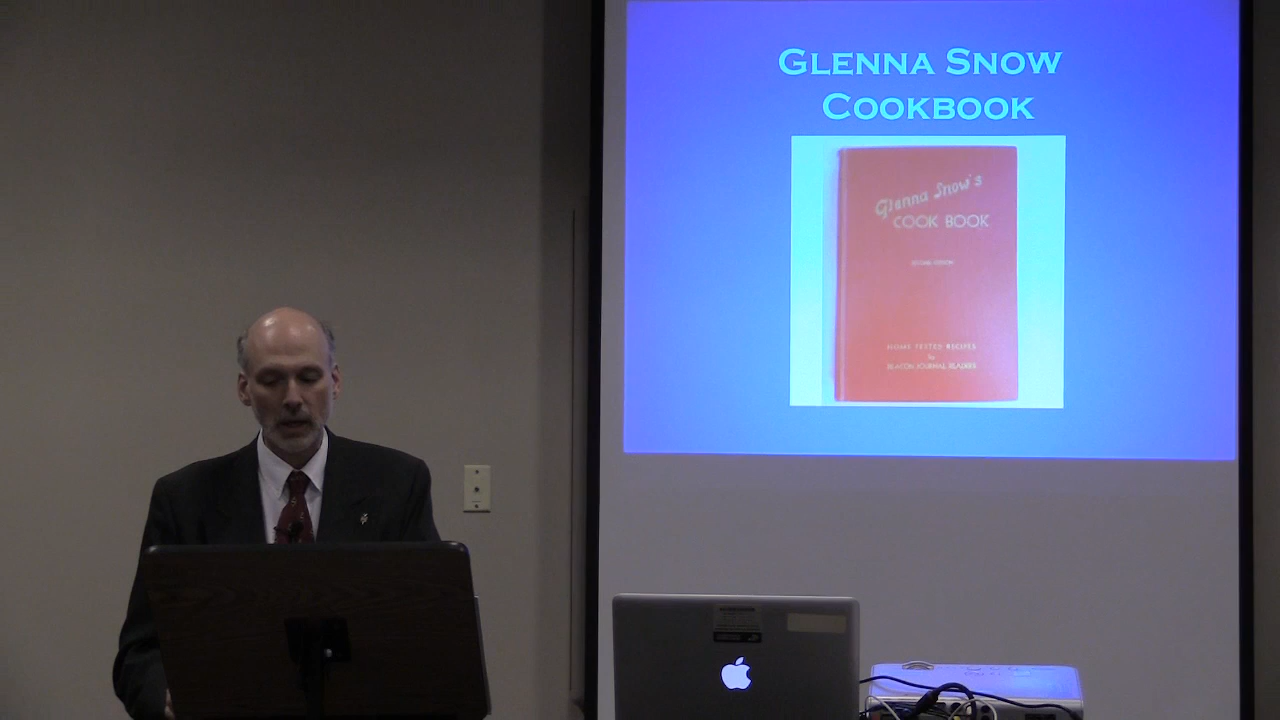 GLENNA SNOW
COOKBOOK
Glenna Snow's
COOK BOOK
HOME TESTED RECIPES
by
BEACON JOURNAL READERS